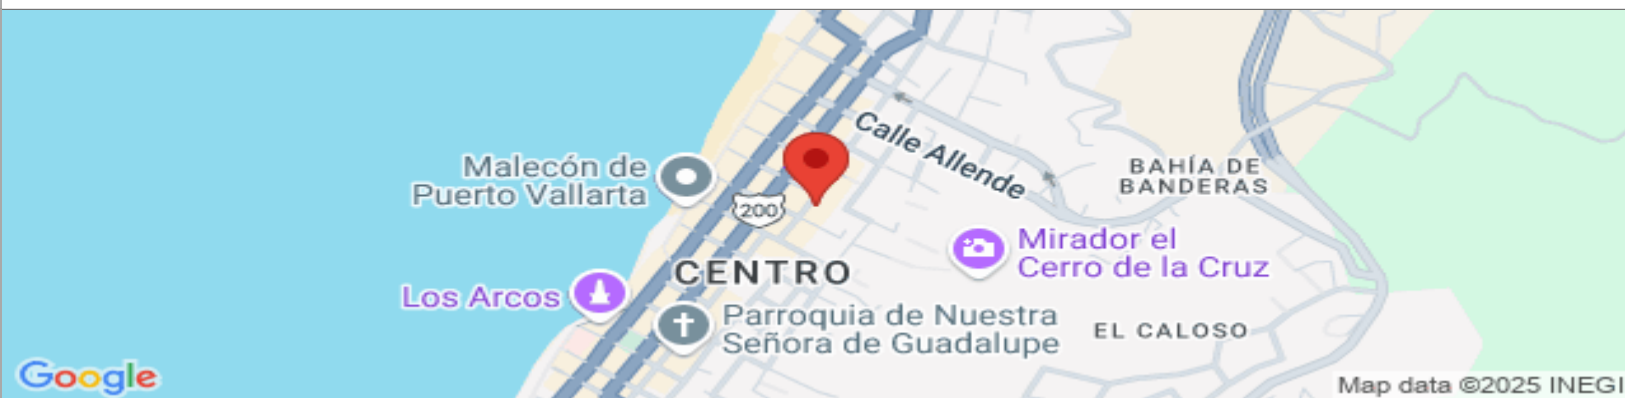 Calle Allende
Malecón de
Puerto Vallarta
BAHÍA DE
BANDERAS
200
Mirador el
Cerro de la Cruz
CENTRO
Los Arcos
Parroquia de Nuestra
Señora de Guadalupe
EL CALOSO
Google
Map data ©2025 INEGI